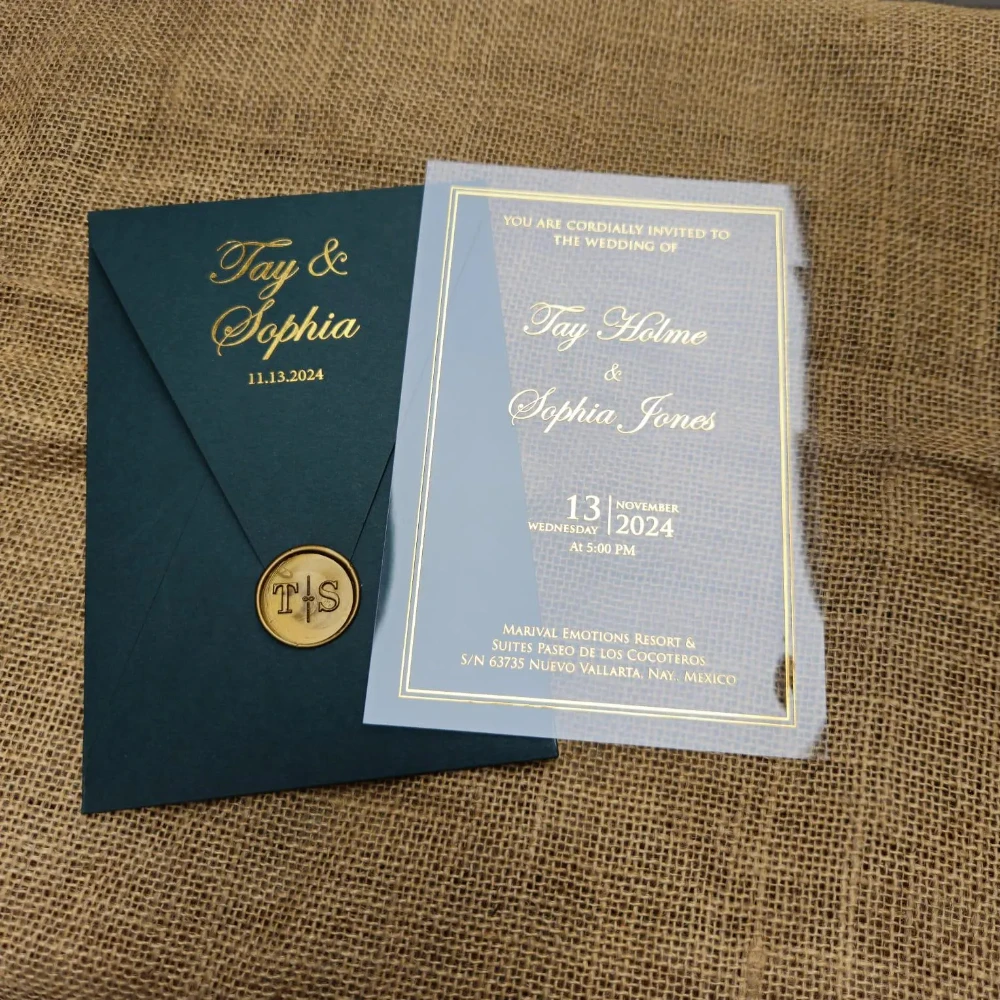 Tay &
Sophia
11.13.2024
T S
YOU ARE CORDIALLY INVITED TO
THE WEDDING OF
Tay Holme
&
Sophia Jones
13 NOVEMBER
WEDNESDAY 2024
At 5:00 PM
MARIVAL EMOTIONS RESORT &
SUITES PASEO DE LOS COCOTEROS
S/N 63735 NUEVO VALLARTA, NAY., MEXICO